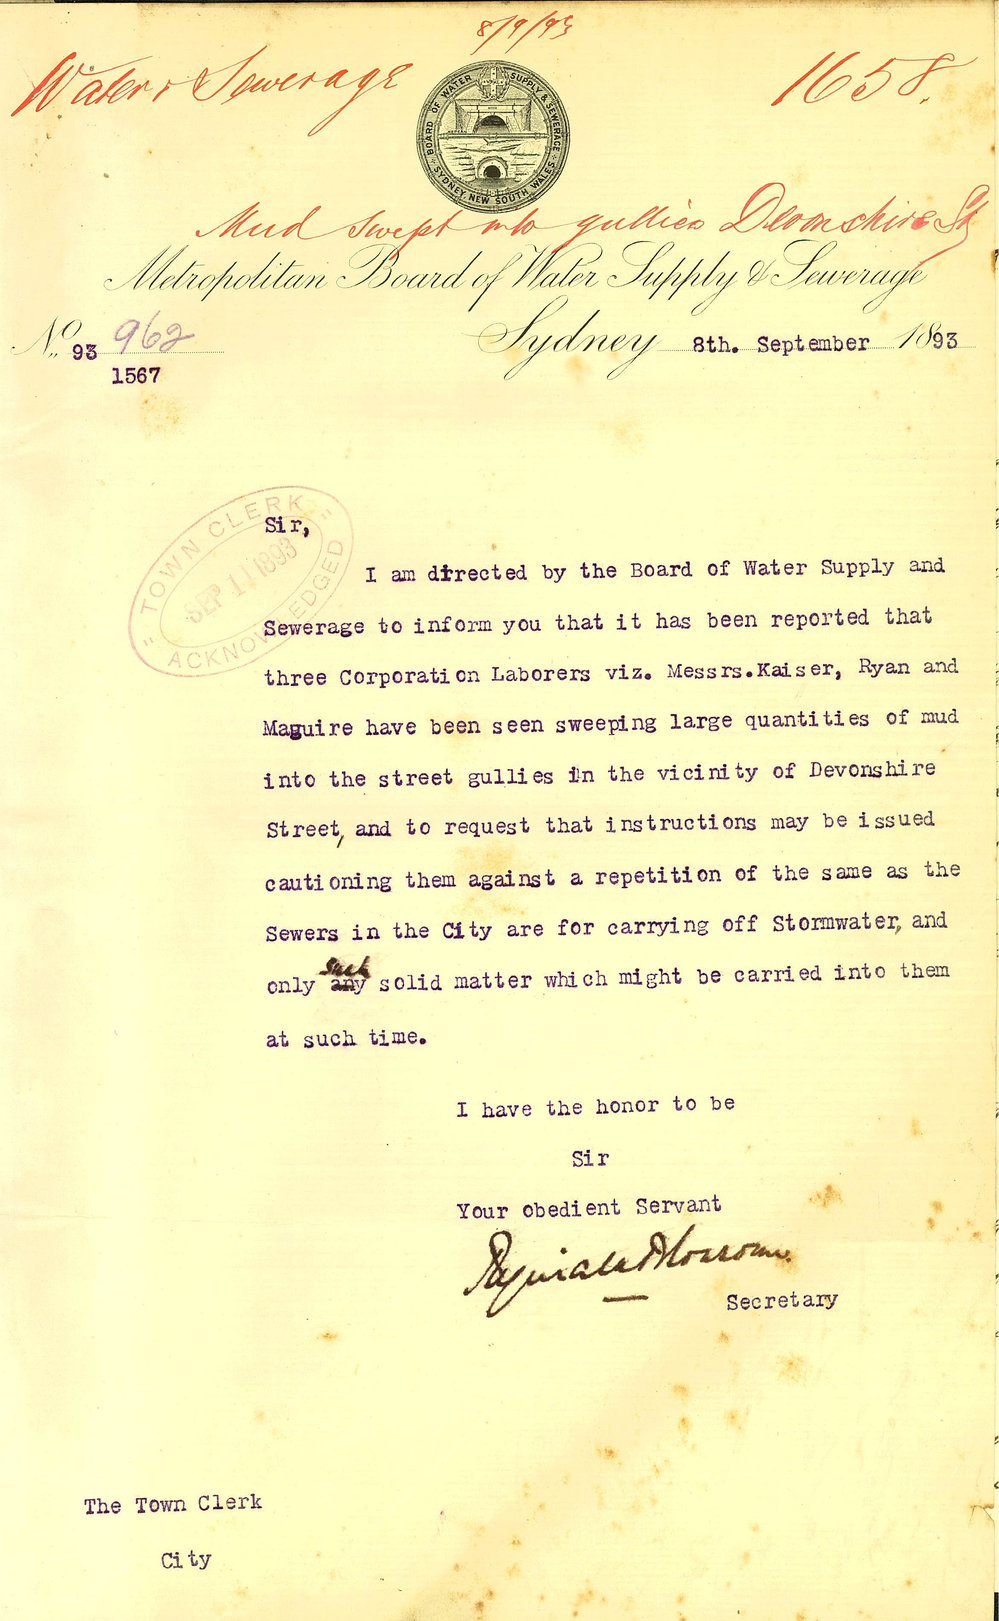 8/9/93
Water & Sewerage
1658.
BOARD OF WATER SUPPLY & SEWERAGE
SYDNEY, NEW SOUTH WALES
Mud swept into gullies Devonshire St
Metropolitan Board of Water Supply & Sewerage
No. 93 962
1567
Sydney 8th. September 1893
"TOWN CLERK"
SEP 11 1893
ACKNOWLEDGED
Sir,
I am directed by the Board of Water Supply and
Sewerage to inform you that it has been reported that
three Corporation Laborers viz. Messrs.Kaiser, Ryan and
Maguire have been seen sweeping large quantities of mud
into the street gullies in the vicinity of Devonshire
Street, and to request that instructions may be issued
cautioning them against a repetition of the same as the
Sewers in the City are for carrying off Stormwater, and
such
only any solid matter which might be carried into them
at such time.
I have the honor to be
Sir
Your obedient Servant
Secretary
The Town Clerk
City